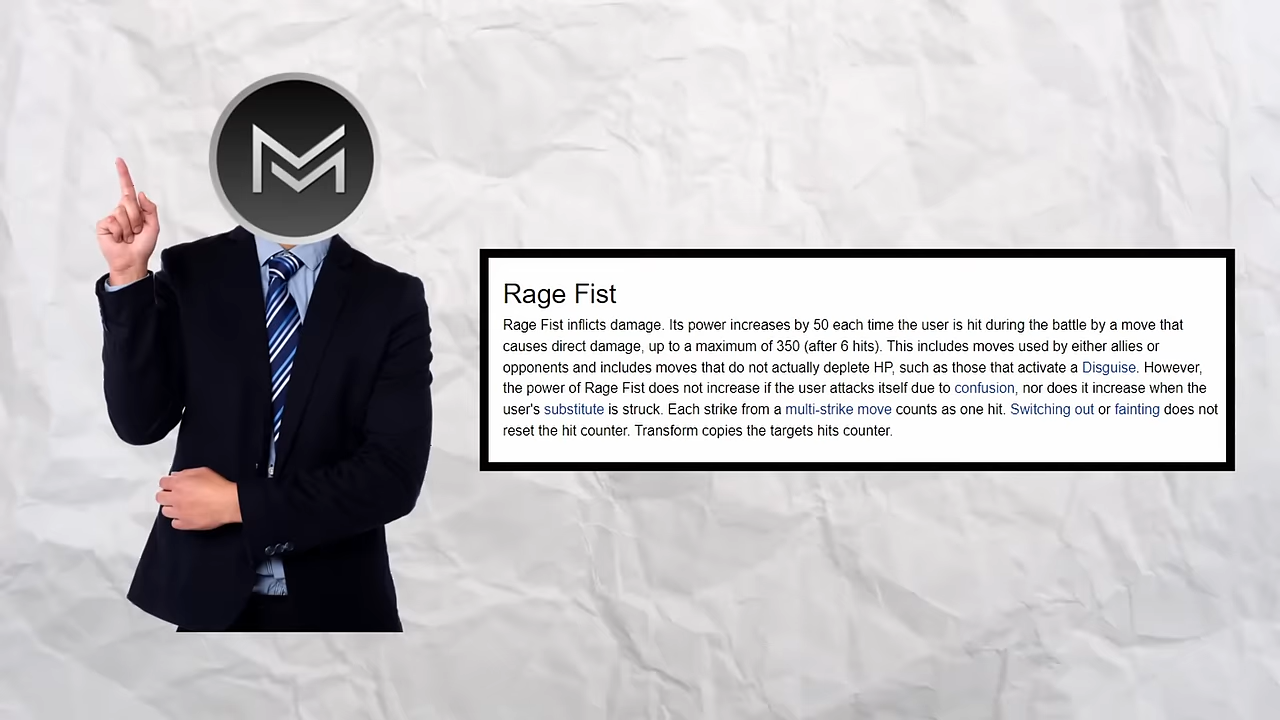 Rage Fist
Rage Fist inflicts damage. Its power increases by 50 each time the user is hit during the battle by a move that
causes direct damage, up to a maximum of 350 (after 6 hits). This includes moves used by either allies or
opponents and includes moves that do not actually deplete HP, such as those that activate a Disguise. However,
the power of Rage Fist does not increase if the user attacks itself due to confusion, nor does it increase when the
user's substitute is struck. Each strike from a multi-strike move counts as one hit. Switching out or fainting does not
reset the hit counter. Transform copies the targets hits counter.